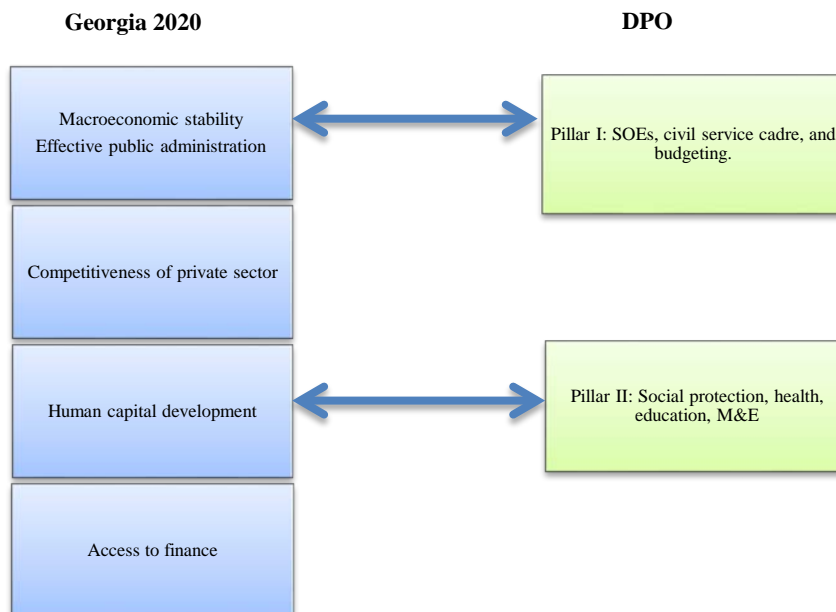 Georgia 2020
DPO
Macroeconomic stability
Effective public administration
Pillar I: SOEs, civil service cadre, and
budgeting.
Competitiveness of private sector
Human capital development
Pillar II: Social protection, health,
education, M&E
Access to finance